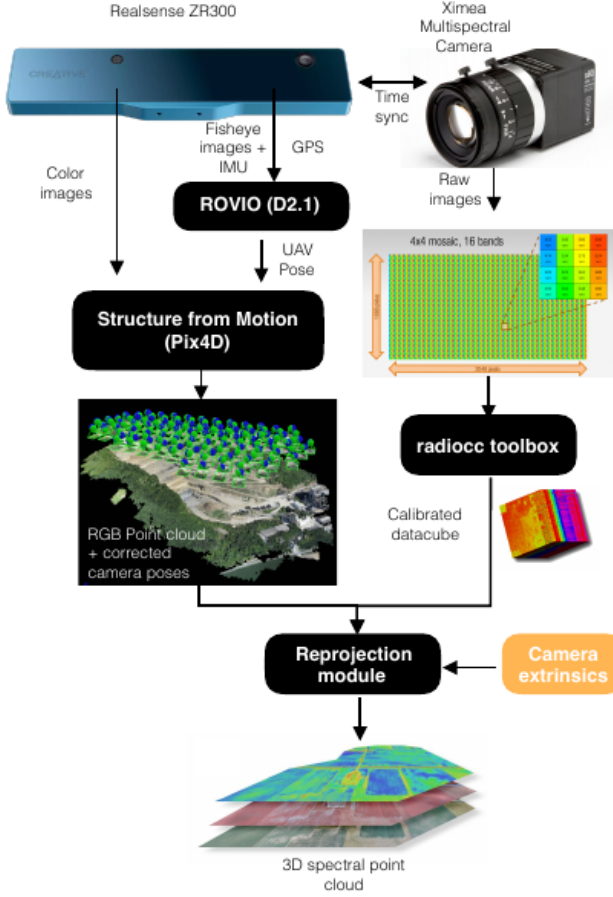 Realsense ZR300
Ximea
Multispectral
Camera
CREATIVE
Time
sync
Fisheye
images +
IMU
GPS
Color
images
Raw
images
ROVIO (D2.1)
UAV
Pose
4x4 mosaic, 16 bands
Structure from Motion
(Pix4D)
radiocc toolbox
RGB Point cloud
+ corrected
camera poses
Calibrated
datacube
Reprojection
module
Camera
extrinsics
3D spectral point
cloud